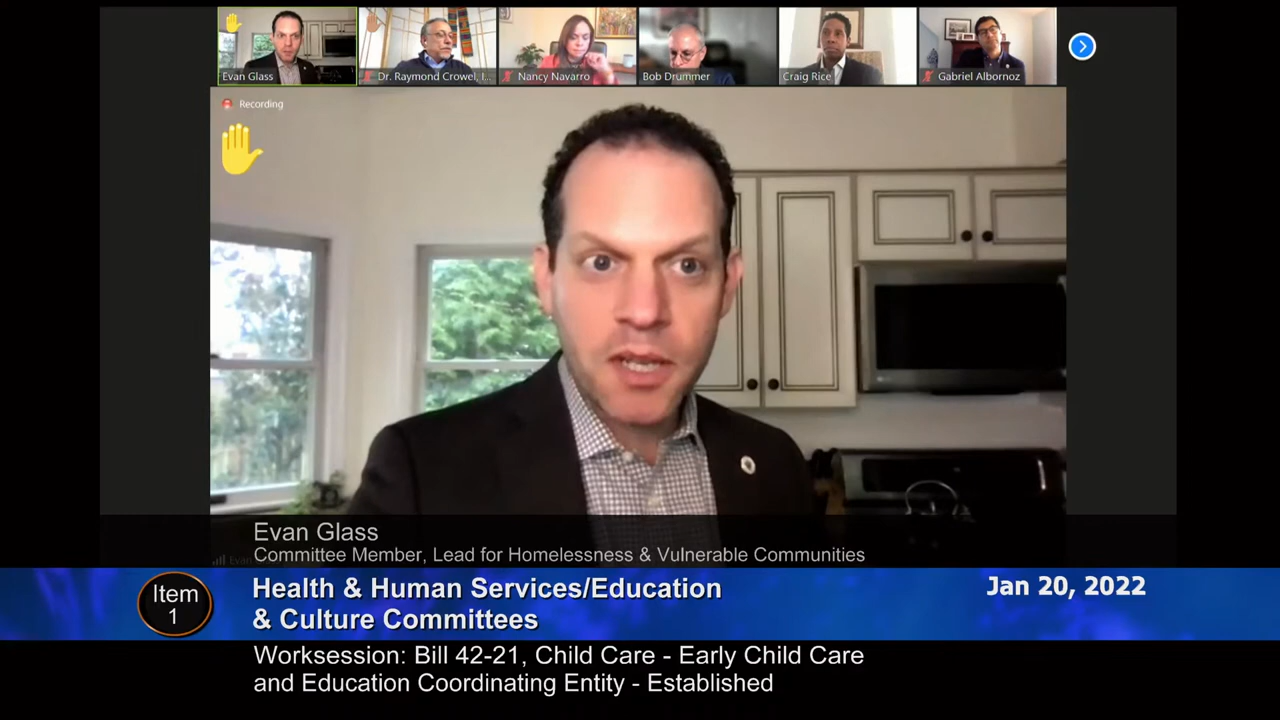 Evan Glass
Dr. Raymond Crowel, I...
Nancy Navarro
Bob Drummer
Craig Rice
Gabriel Albornoz
Recording
Evan Glass
Committee Member, Lead for Homelessness & Vulnerable Communities
Item
1
Health & Human Services/Education
& Culture Committees
Jan 20, 2022
Worksession: Bill 42-21, Child Care - Early Child Care
and Education Coordinating Entity - Established